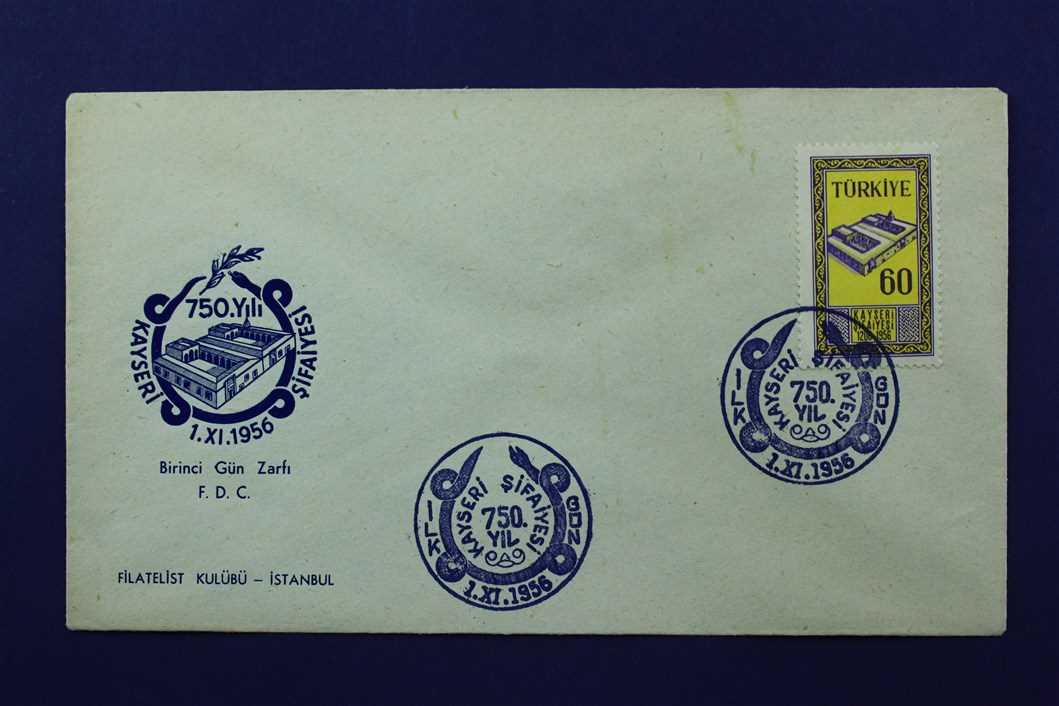 750.Yılı
KAYSERİ ŞİFAİYESİ
1.XI.1956
Birinci Gün Zarfı
F. D. C.
FİLATELİST KULÜBÜ – İSTANBUL
TÜRKİYE
60
KAYSERİ
ŞİFAİYESİ
1206-1956
İLK GÜN
KAYSERİ ŞİFAİYESİ
750.
YIL
1.XI.1956
İLK GÜN
KAYSERİ ŞİFAİYESİ
750.
YIL
1.XI.1956